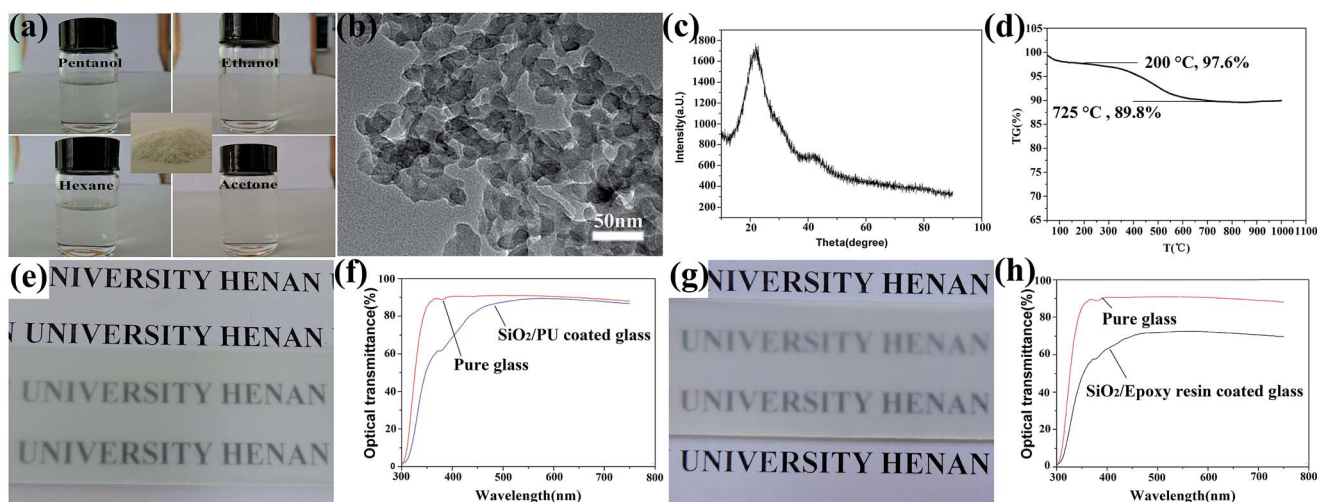 (a)
Pentanol
Ethanol
Hexane
Acetone
(b)
50nm
(c)
Intensity(a.U.)
1800
1600
1400
1200
1000
800
600
400
200
20
40
60
80
100
Theta(degree)
(d)
TG(%)
105
100
95
90
85
80
75
70
65
200 °C, 97.6%
725 °C , 89.8%
100 200 300 400 500 600 700 800 900 1000 1100
T(℃)
(e)
NIVERSITY HENAN
N UNIVERSITY HENAN
UNIVERSITY HENAN
UNIVERSITY HENAN
(f)
Optical transmittance(%)
100
80
60
40
20
0
SiO2/PU coated glass
Pure glass
300 400 500 600 700 800
Wavelength(nm)
(g)
NIVERSITY HENAN
UNIVERSITY HENAN
UNIVERSITY HENAN
UNIVERSITY HENAN
UNIVERSITY HENAN
(h)
Optical transmittance(%)
100
80
60
40
20
0
Pure glass
SiO2/Epoxy resin coated glass
300 400 500 600 700 800
Wavelength(nm)